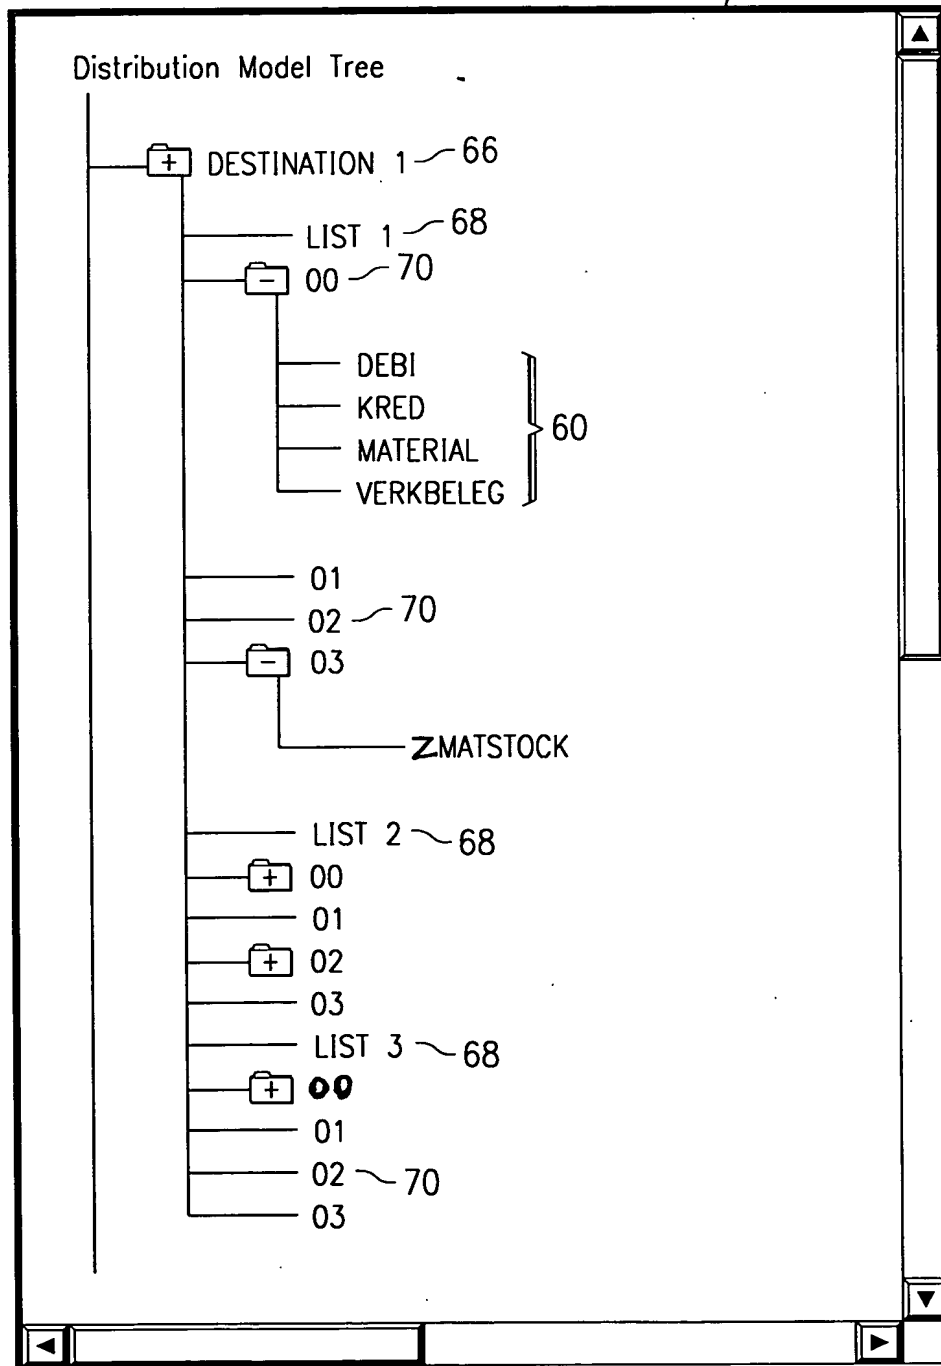 Distribution Model Tree
+ DESTINATION 1 66
LIST 1 68
- 00 70
DEBI
KRED
MATERIAL
VERKBELEG
60
01
02 70
- 03
ZMATSTOCK
LIST 2 68
+ 00
01
+ 02
03
LIST 3 68
+ 00
01
02 70
03